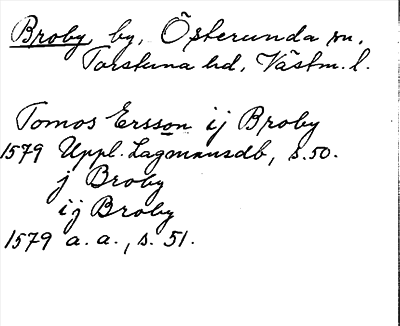 Broby by, Österunda sn,
Torstuna hd, Västm. l.
Tomos Ersson ij Broby
1579 Uppl. Lagmansdb, s. 50.
j Broby
ij Broby
1579 a. a., s. 51.